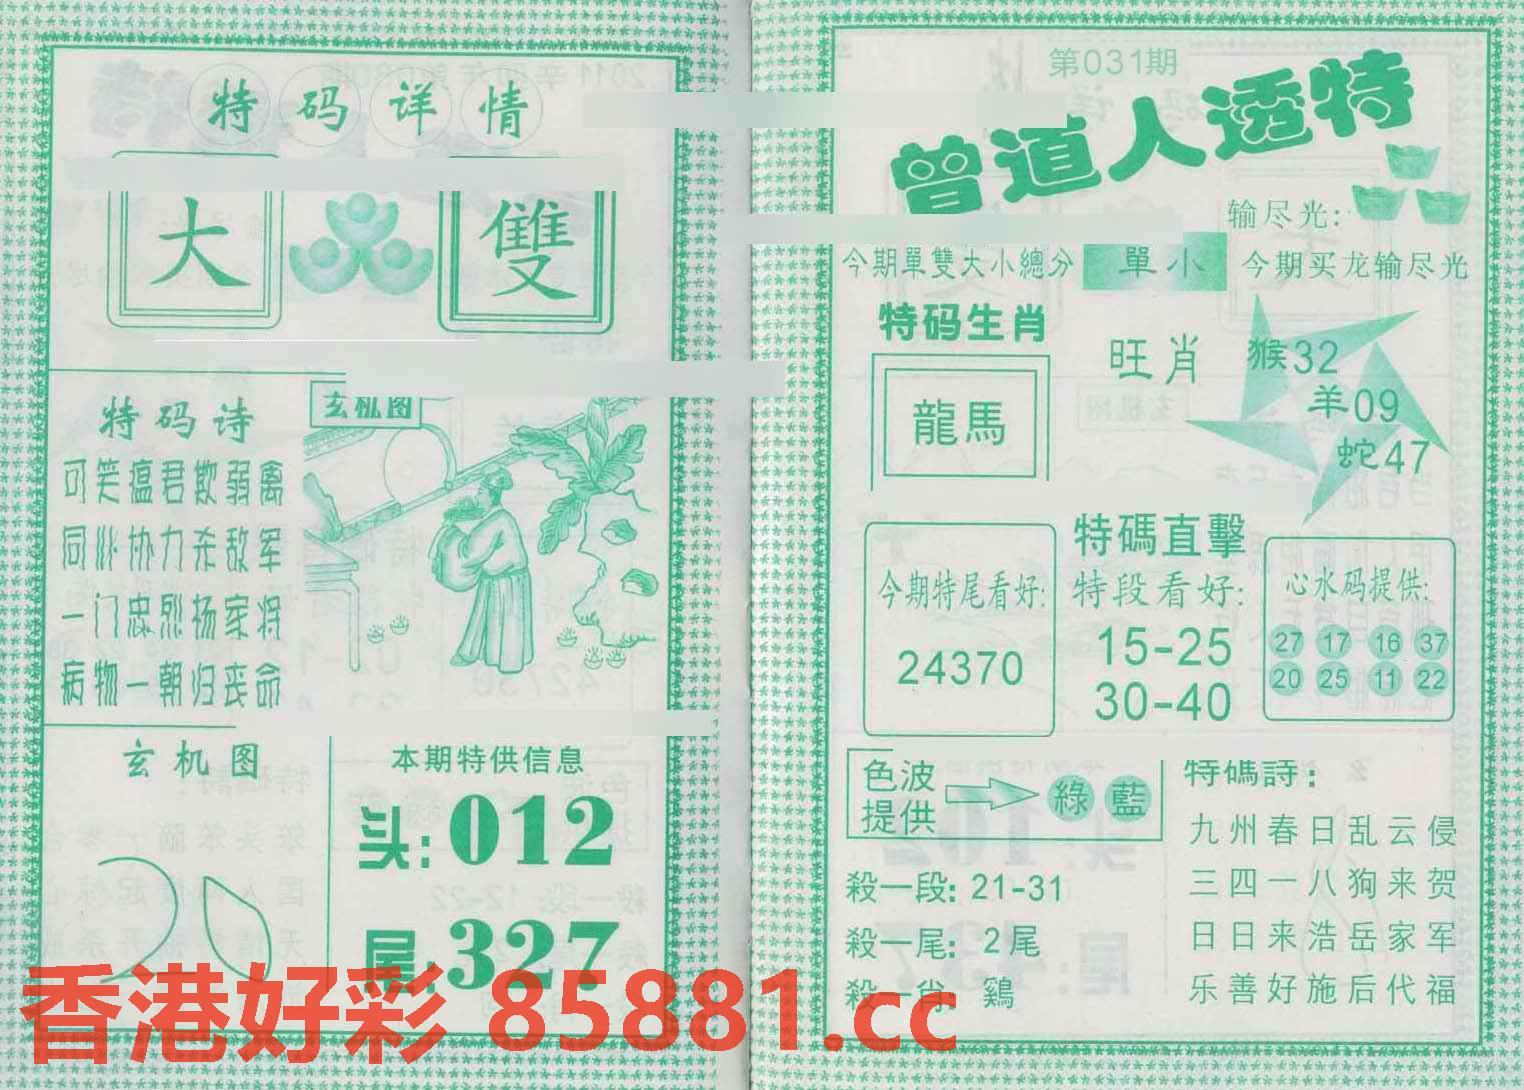 特码详情
大 雙
特码诗
可笑瘟君欺弱禽
同 协力杀敌军
一门忠烈杨家将
病物一朝归丧命
玄机图
玄机图
本期特供信息
头:012
尾:327
第031期
曾道人透特
输尽光:
今期單雙大小總分 單小
今期买龙输尽光
特码生肖
龍馬
旺肖
猴32
羊09
蛇47
今期特尾看好:
24370
特碼直擊
特段看好:
15-25
30-40
心水码提供:
27 17 16 37
20 25 11 22
色波提供 綠 藍
殺一段: 21-31
殺一尾: 2尾
殺一肖: 鷄
特碼詩:
九州春日乱云侵
三四一八狗来贺
日日来浩岳家军
乐善好施后代福
香港好彩 85881.cc